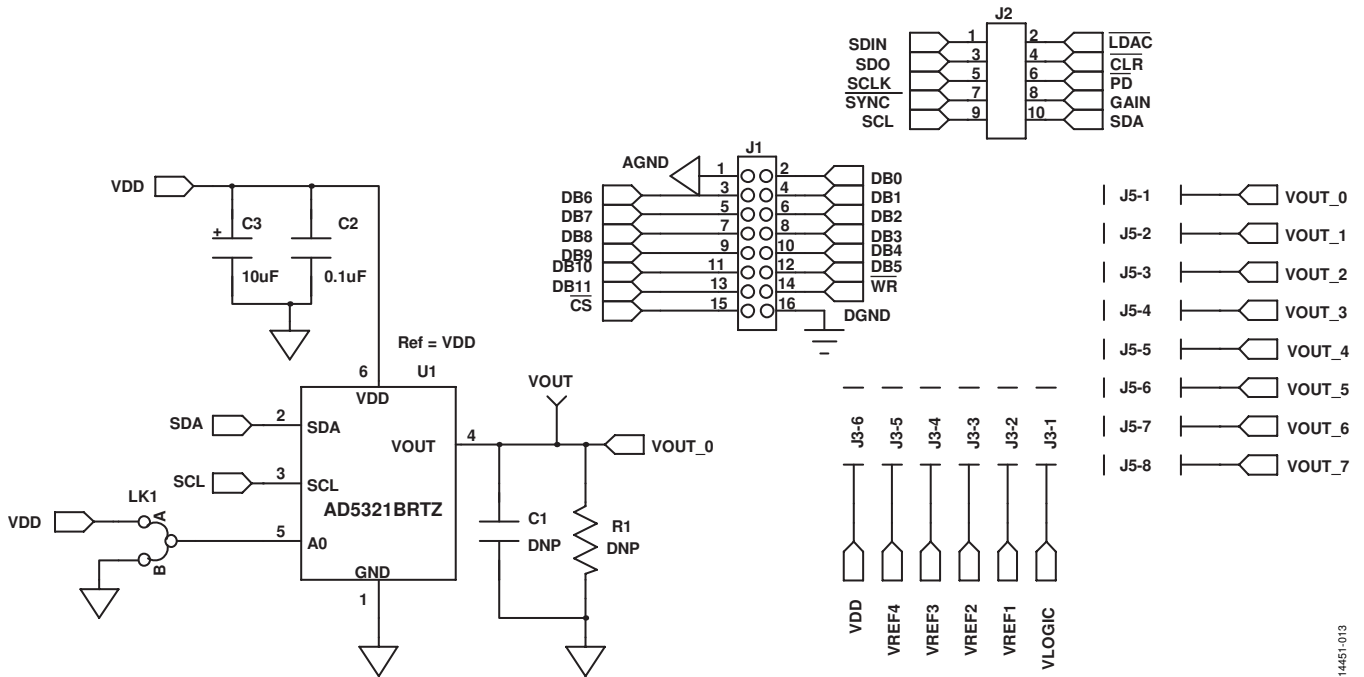 J2
SDIN 1 2 L̅D̅A̅C̅
SDO 3 4 C̅L̅R̅
SCLK 5 6 P̅D̅
S̅Y̅N̅C̅ 7 8 GAIN
SCL 9 10 SDA
J1
AGND 1 2 DB0
DB6 3 4 DB1
DB7 5 6 DB2
DB8 7 8 DB3
DB9 9 10 DB4
DB10 11 12 DB5
DB11 13 14 W̅R̅
C̅S̅ 15 16 DGND
VDD
+ C3 C2
10uF 0.1uF
Ref = VDD
6 U1
VDD
SDA 2 SDA
SCL 3 SCL
VOUT 4 VOUT_0
VOUT
AD5321BRTZ
LK1
VDD A
B
5 A0
GND
1
C1
DNP
R1
DNP
J5-1 VOUT_0
J5-2 VOUT_1
J5-3 VOUT_2
J5-4 VOUT_3
J5-5 VOUT_4
J5-6 VOUT_5
J5-7 VOUT_6
J5-8 VOUT_7
J3-6 J3-5 J3-4 J3-3 J3-2 J3-1
VDD VREF4 VREF3 VREF2 VREF1 VLOGIC
14451-013